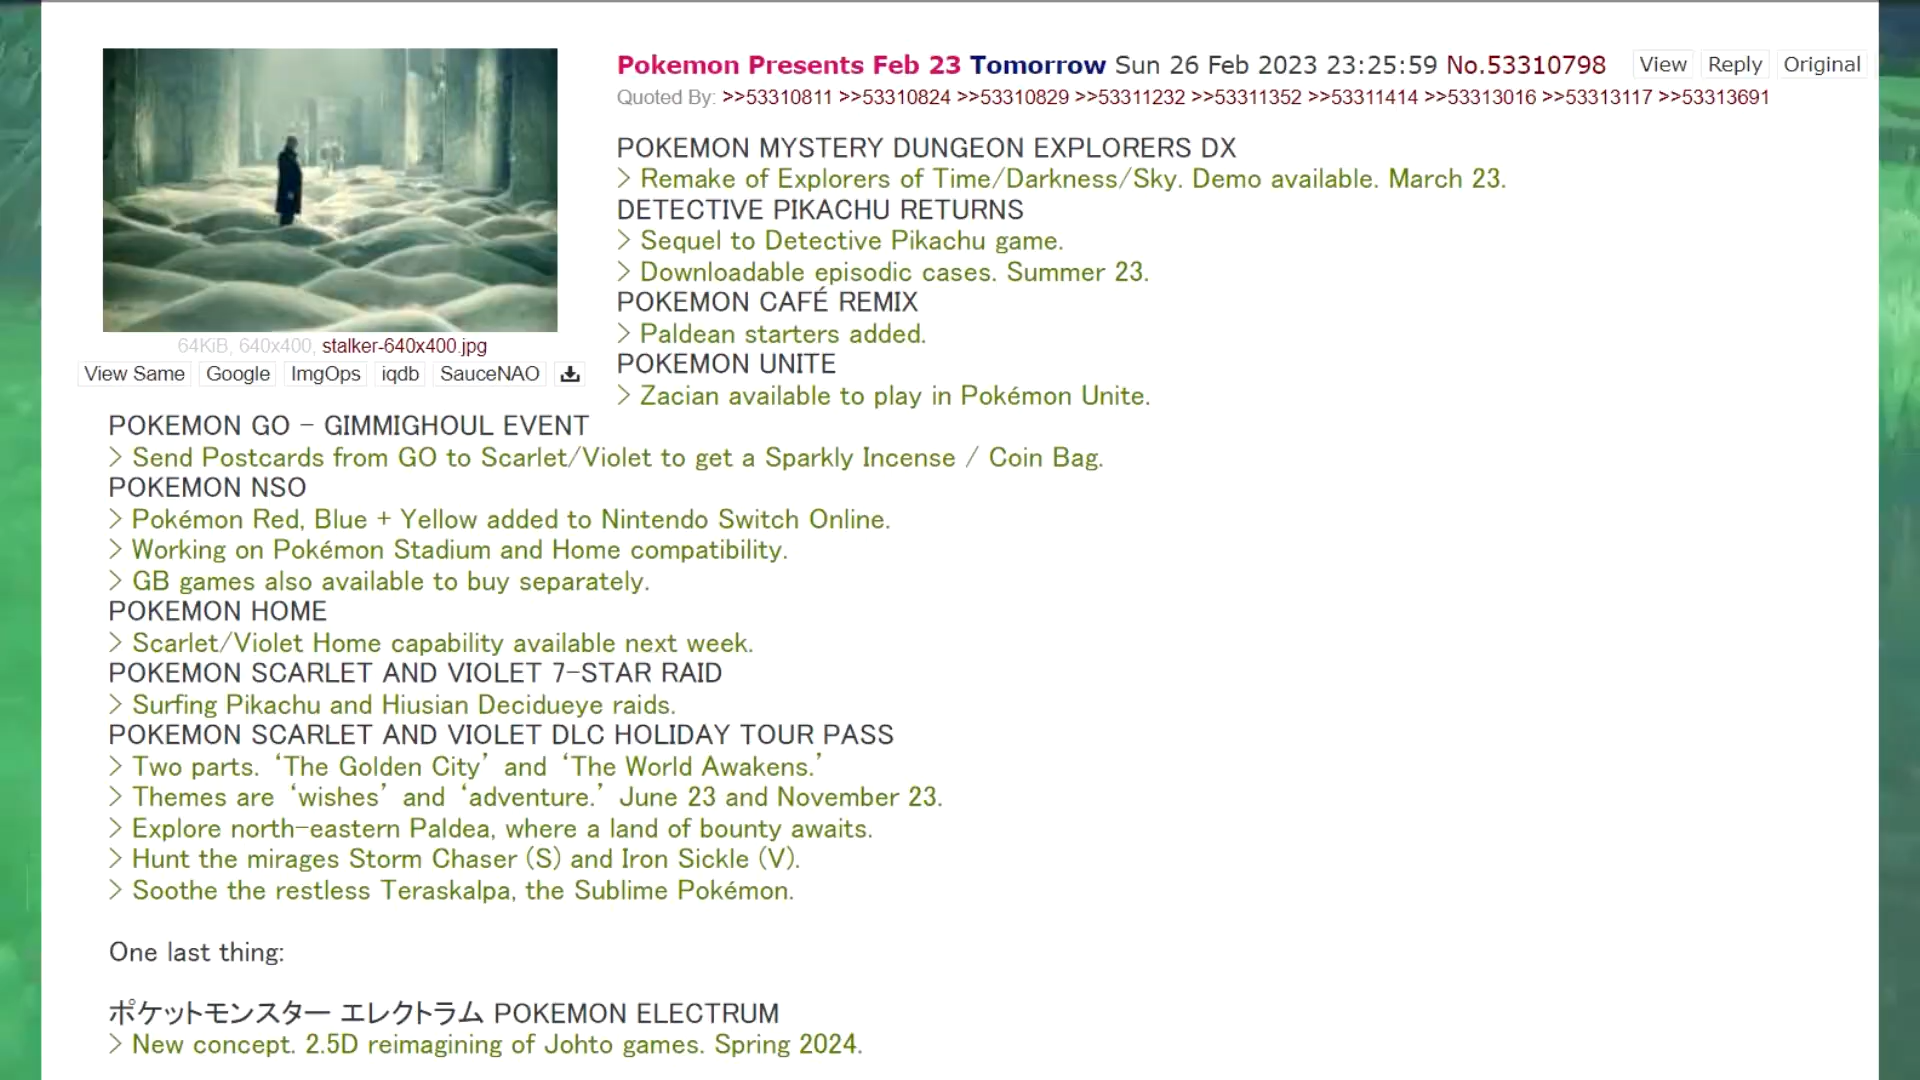 Pokemon Presents Feb 23 Tomorrow Sun 26 Feb 2023 23:25:59 No.53310798 View Reply Original
Quoted By: >>53310811 >>53310824 >>53310829 >>53311232 >>53311352 >>53311414 >>53313016 >>53313117 >>53313691
64KiB, 640x400, stalker-640x400.jpg
View Same Google ImgOps iqdb SauceNAO
POKEMON MYSTERY DUNGEON EXPLORERS DX
> Remake of Explorers of Time/Darkness/Sky. Demo available. March 23.
DETECTIVE PIKACHU RETURNS
> Sequel to Detective Pikachu game.
> Downloadable episodic cases. Summer 23.
POKEMON CAFÉ REMIX
> Paldean starters added.
POKEMON UNITE
> Zacian available to play in Pokémon Unite.
POKEMON GO – GIMMIGHOUL EVENT
> Send Postcards from GO to Scarlet/Violet to get a Sparkly Incense / Coin Bag.
POKEMON NSO
> Pokémon Red, Blue + Yellow added to Nintendo Switch Online.
> Working on Pokémon Stadium and Home compatibility.
> GB games also available to buy separately.
POKEMON HOME
> Scarlet/Violet Home capability available next week.
POKEMON SCARLET AND VIOLET 7-STAR RAID
> Surfing Pikachu and Hiusian Decidueye raids.
POKEMON SCARLET AND VIOLET DLC HOLIDAY TOUR PASS
> Two parts. ‘The Golden City’ and ‘The World Awakens.’
> Themes are ‘wishes’ and ‘adventure.’ June 23 and November 23.
> Explore north-eastern Paldea, where a land of bounty awaits.
> Hunt the mirages Storm Chaser (S) and Iron Sickle (V).
> Soothe the restless Teraskalpa, the Sublime Pokémon.
One last thing:
ポケットモンスター エレクトラム POKEMON ELECTRUM
> New concept. 2.5D reimagining of Johto games. Spring 2024.